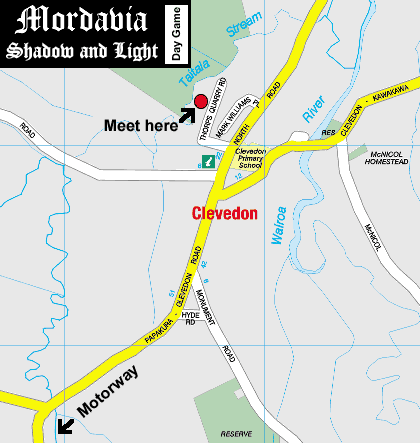 Mordavia
Shadow and Light
Day Game
Stream
Taitaia
Meet here
THORPS QUARRY RD
MARK WILLIAMS PL
NORTH ROAD
River
RES
CLEVEDON - KAWAKAWA
ROAD
Clevedon
Primary
School
McNICOL
HOMESTEAD
Clevedon
Wairoa
McNICOL
PAPAKURA - CLEVEDON ROAD
HYDE
RD
MONUMENT ROAD
Motorway
RESERVE